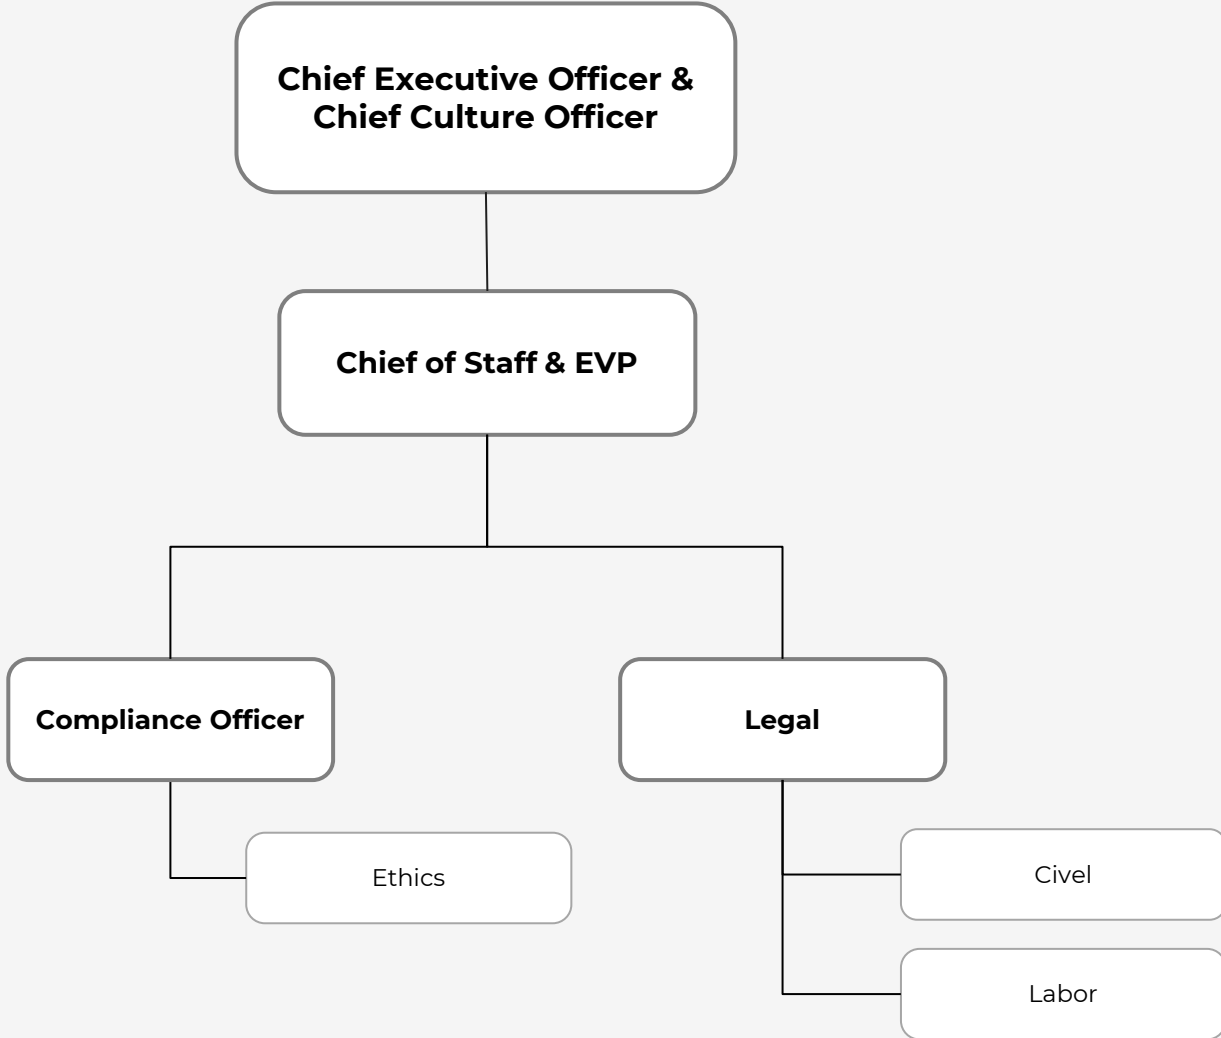 Chief Executive Officer &
Chief Culture Officer
Chief of Staff & EVP
Compliance Officer
Legal
Ethics
Civel
Labor